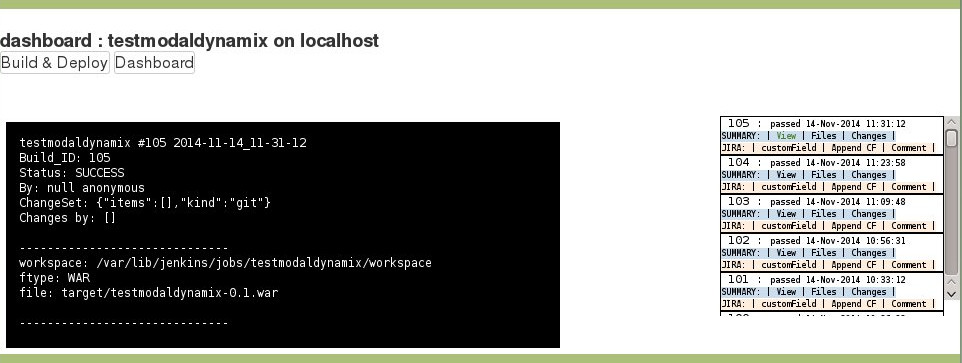 dashboard : testmodaldynamix on localhost
Build & Deploy Dashboard
testmodaldynamix #105 2014-11-14_11-31-12
Build_ID: 105
Status: SUCCESS
By: null anonymous
ChangeSet: {"items":[],"kind":"git"}
Changes by: []
------------------------------
workspace: /var/lib/jenkins/jobs/testmodaldynamix/workspace
ftype: WAR
file: target/testmodaldynamix-0.1.war
------------------------------
105 : passed 14-Nov-2014 11:31:12
SUMMARY: | View | Files | Changes |
JIRA: | customField | Append CF | Comment |
104 : passed 14-Nov-2014 11:23:58
SUMMARY: | View | Files | Changes |
JIRA: | customField | Append CF | Comment |
103 : passed 14-Nov-2014 11:09:48
SUMMARY: | View | Files | Changes |
JIRA: | customField | Append CF | Comment |
102 : passed 14-Nov-2014 10:56:31
SUMMARY: | View | Files | Changes |
JIRA: | customField | Append CF | Comment |
101 : passed 14-Nov-2014 10:33:12
SUMMARY: | View | Files | Changes |
JIRA: | customField | Append CF | Comment |